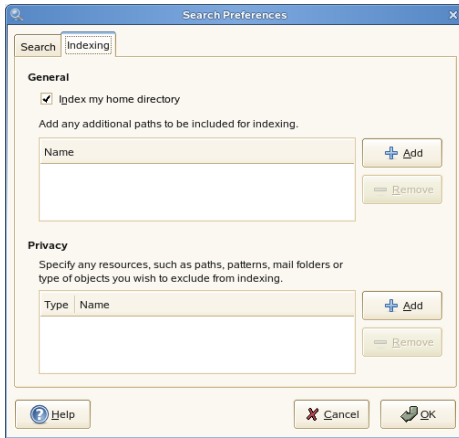 Search Preferences
Search
Indexing
General
Index my home directory
Add any additional paths to be included for indexing.
Name
Add
Remove
Privacy
Specify any resources, such as paths, patterns, mail folders or
type of objects you wish to exclude from indexing.
Type Name
Add
Remove
Help
Cancel
OK